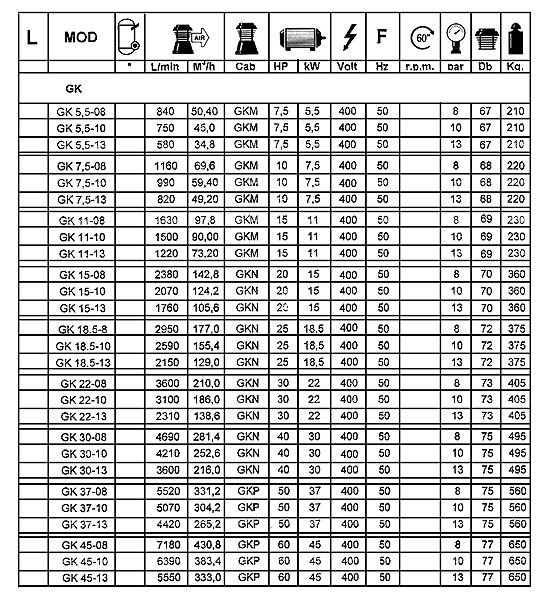 L MOD AIR 60" F
* L/min M³/h Cab HP kW Volt Hz r.p.m. bar Db Kg.
GK
GK 5,5-08 840 50,40 GKM 7,5 5,5 400 50 8 67 210
GK 5,5-10 750 45,0 GKM 7,5 5,5 400 50 10 67 210
GK 5,5-13 580 34,8 GKM 7,5 5,5 400 50 13 67 210
GK 7,5-08 1160 69,6 GKM 10 7,5 400 50 8 68 220
GK 7,5-10 990 59,40 GKM 10 7,5 400 50 10 68 220
GK 7,5-13 820 49,20 GKM 10 7,5 400 50 13 68 220
GK 11-08 1630 97,8 GKM 15 11 400 50 8 69 230
GK 11-10 1500 90,00 GKM 15 11 400 50 10 69 230
GK 11-13 1220 73,20 GKM 15 11 400 50 13 69 230
GK 15-08 2380 142,8 GKN 20 15 400 50 8 70 360
GK 15-10 2070 124,2 GKN 20 15 400 50 10 70 360
GK 15-13 1760 105,6 GKN 20 15 400 50 13 70 360
GK 18.5-8 2950 177,0 GKN 25 18,5 400 50 8 72 375
GK 18.5-10 2590 155,4 GKN 25 18,5 400 50 10 72 375
GK 18.5-13 2150 129,0 GKN 25 18,5 400 50 13 72 375
GK 22-08 3600 210,0 GKN 30 22 400 50 8 73 405
GK 22-10 3100 186,0 GKN 30 22 400 50 10 73 405
GK 22-13 2310 138,6 GKN 30 22 400 50 13 73 405
GK 30-08 4690 281,4 GKN 40 30 400 50 8 75 495
GK 30-10 4210 252,6 GKN 40 30 400 50 10 75 495
GK 30-13 3600 216,0 GKN 40 30 400 50 13 75 495
GK 37-08 5520 331,2 GKP 50 37 400 50 8 75 560
GK 37-10 5070 304,2 GKP 50 37 400 50 10 75 560
GK 37-13 4420 265,2 GKP 50 37 400 50 13 75 560
GK 45-08 7180 430,8 GKP 60 45 400 50 8 77 650
GK 45-10 6390 383,4 GKP 60 45 400 50 10 77 650
GK 45-13 5550 333,0 GKP 60 45 400 50 13 77 650